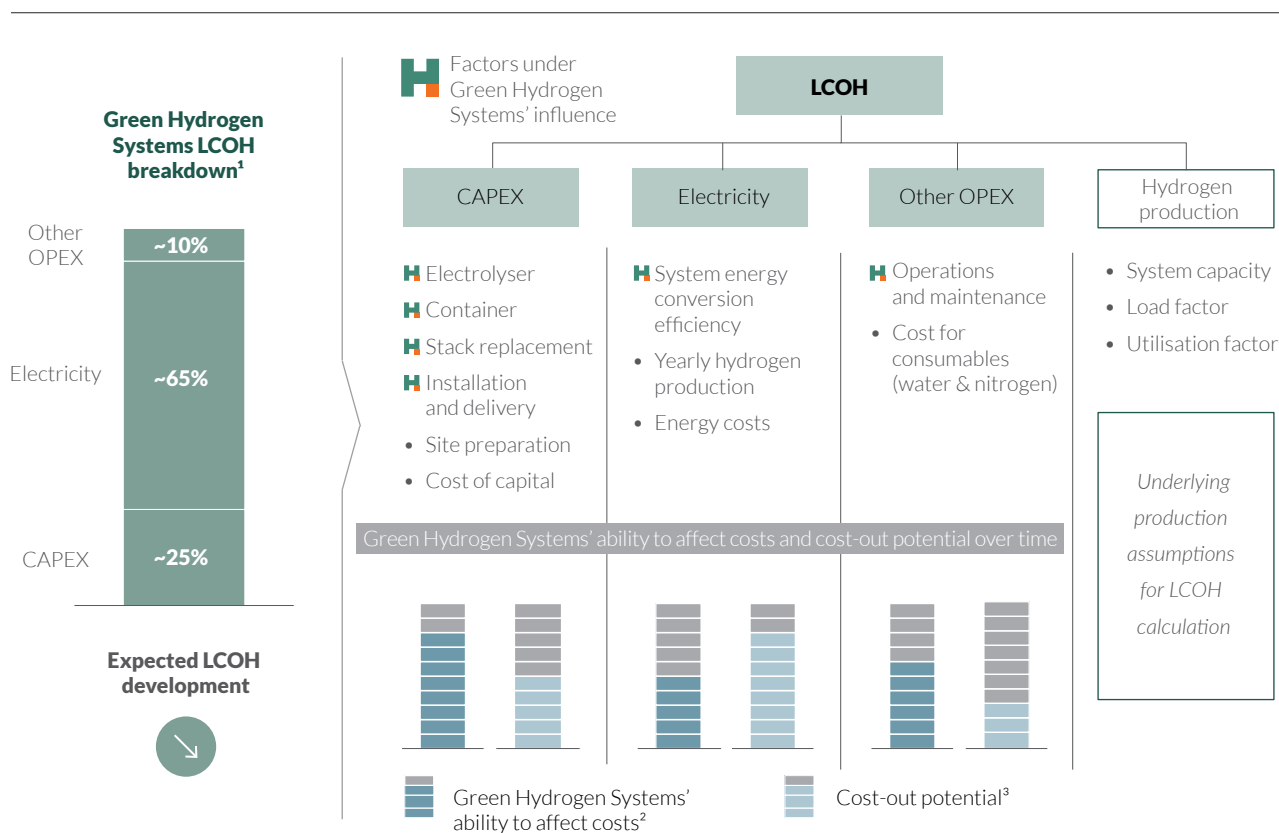 Green Hydrogen
Systems LCOH
breakdown¹
Other
OPEX
~10%
Electricity
~65%
CAPEX
~25%
Expected LCOH
development
Factors under
Green Hydrogen
Systems' influence
LCOH
CAPEX
Electrolyser
Container
Stack replacement
Installation
and delivery
• Site preparation
• Cost of capital
Electricity
System energy
conversion
efficiency
• Yearly hydrogen
production
• Energy costs
Other OPEX
Operations
and maintenance
• Cost for
consumables
(water & nitrogen)
Hydrogen
production
• System capacity
• Load factor
• Utilisation factor
Underlying
production
assumptions
for LCOH
calculation
Green Hydrogen Systems' ability to affect costs and cost-out potential over time
Green Hydrogen Systems'
ability to affect costs²
Cost-out potential³